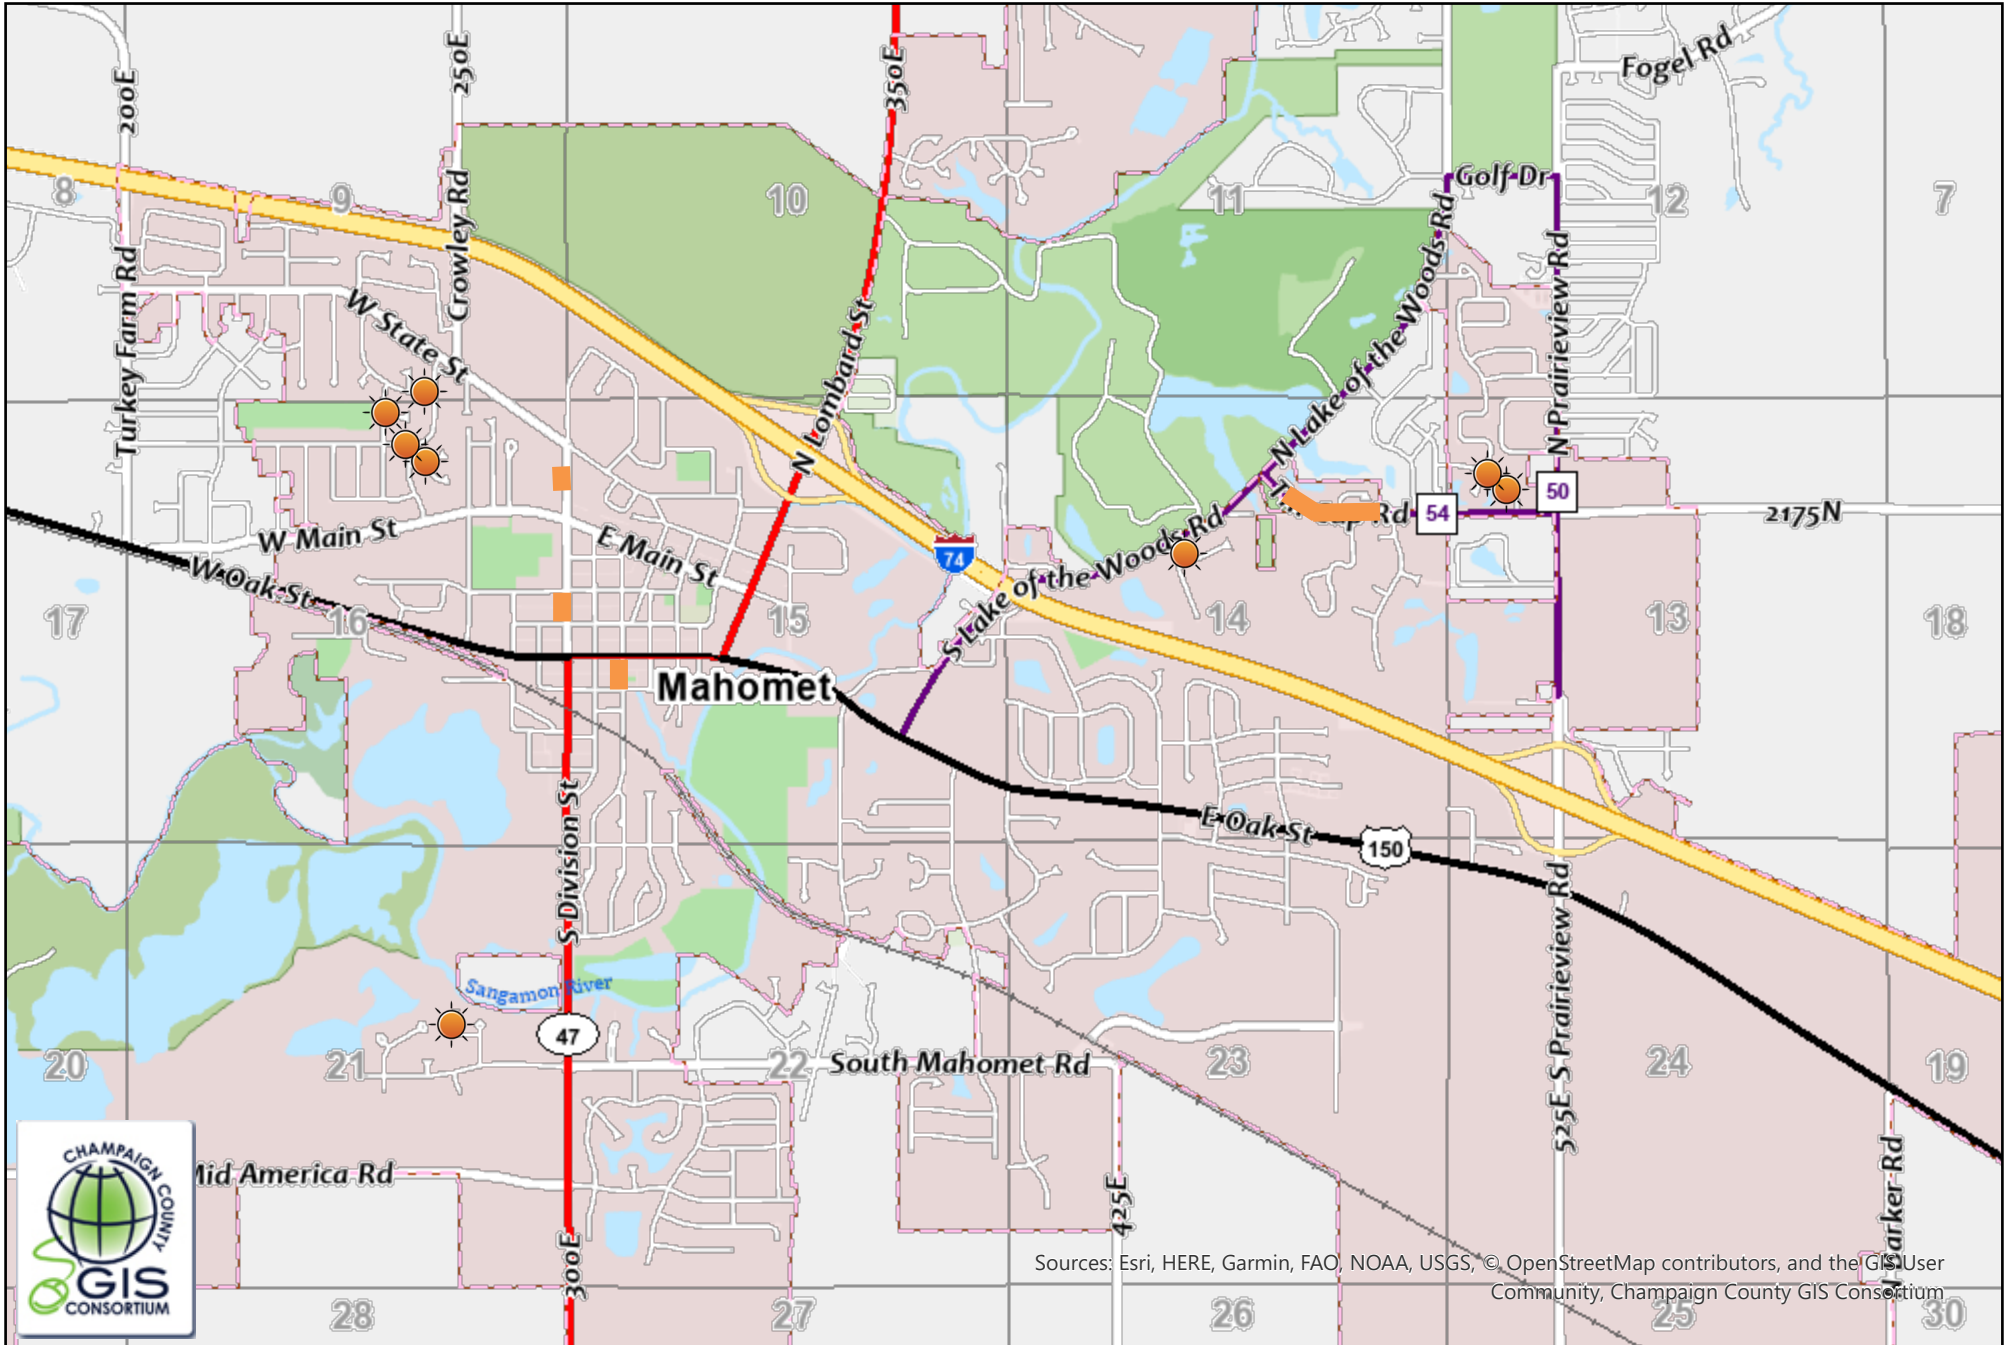 Fogel Rd
200E
250E
350E
8
9
10
11
Golf Dr
12
7
Crowley Rd
Turkey Farm Rd
W State St
N Lombard St
N Lake of the Woods Rd
N Prairieview Rd
50
54
Rd
2175N
W Main St
E Main St
74
S Lake of the Woods Rd
W Oak St
17
16
15
14
13
18
Mahomet
S Division St
E Oak St
150
Sangamon River
47
20
21
22
South Mahomet Rd
23
525E S Prairieview Rd
24
19
Mid America Rd
425E
300E
CHAMPAIGN COUNTY
GIS
CONSORTIUM
Sources: Esri, HERE, Garmin, FAO, NOAA, USGS, © OpenStreetMap contributors, and the GIS User
Community, Champaign County GIS Consortium
28
27
26
25
30